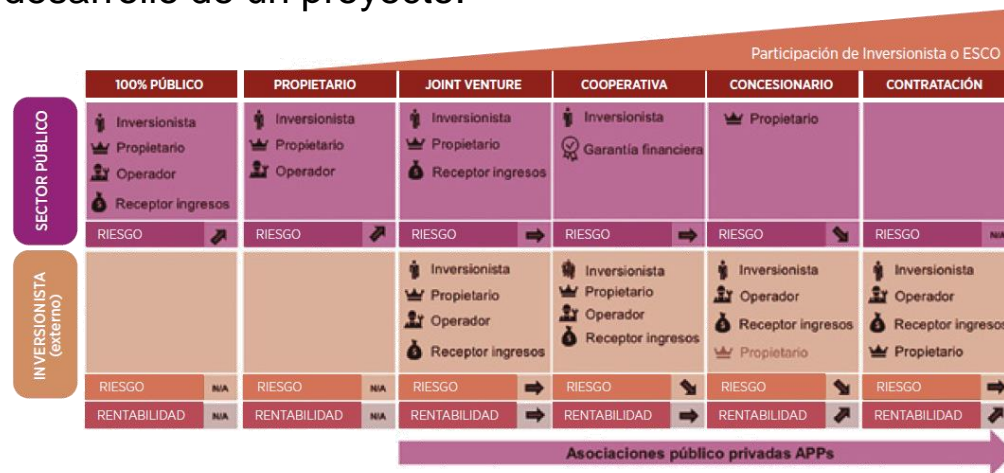 desarrollo de un proyecto.
Participación de Inversionista o ESCO
100% PÚBLICO PROPIETARIO JOINT VENTURE COOPERATIVA CONCESIONARIO CONTRATACIÓN
SECTOR PÚBLICO
Inversionista Inversionista Inversionista Inversionista Propietario
Propietario Propietario Propietario Garantía financiera
Operador Operador Receptor ingresos
Receptor ingresos
RIESGO RIESGO RIESGO RIESGO RIESGO RIESGO N/A
INVERSIONISTA
(externo)
Inversionista Inversionista Inversionista Inversionista
Propietario Propietario Operador Operador
Operador Operador Receptor ingresos Receptor ingresos
Receptor ingresos Receptor ingresos Propietario Propietario
RIESGO N/A RIESGO N/A RIESGO RIESGO RIESGO RIESGO
RENTABILIDAD N/A RENTABILIDAD N/A RENTABILIDAD RENTABILIDAD RENTABILIDAD RENTABILIDAD
Asociaciones público privadas APPs